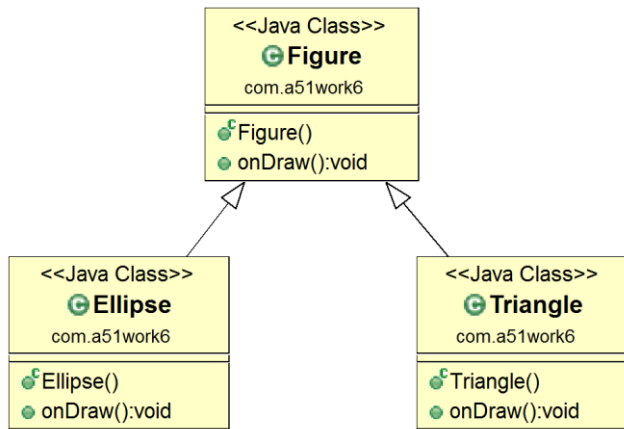 <<Java Class>>
Figure
com.a51work6
Figure()
onDraw():void
<<Java Class>>
Ellipse
com.a51work6
Ellipse()
onDraw():void
<<Java Class>>
Triangle
com.a51work6
Triangle()
onDraw():void